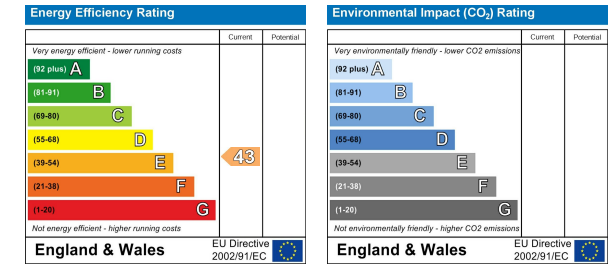 Energy Efficiency Rating
Current Potential
Very energy efficient - lower running costs
(92 plus) A
(81-91) B
(69-80) C
(55-68) D
(39-54) E
43
(21-38) F
(1-20) G
Not energy efficient - higher running costs
England & Wales
EU Directive
2002/91/EC
Environmental Impact (CO₂) Rating
Current Potential
Very environmentally friendly - lower CO2 emissions
(92 plus) A
(81-91) B
(69-80) C
(55-68) D
(39-54) E
(21-38) F
(1-20) G
Not environmentally friendly - higher CO2 emissions
England & Wales
EU Directive
2002/91/EC